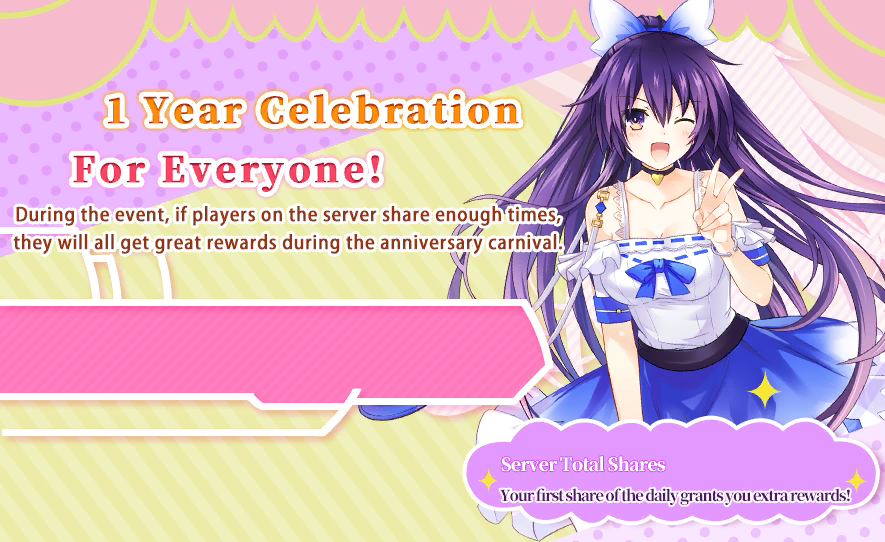 1 Year Celebration
For Everyone!
During the event, if players on the server share enough times,
they will all get great rewards during the anniversary carnival.
Server Total Shares
Your first share of the daily grants you extra rewards!